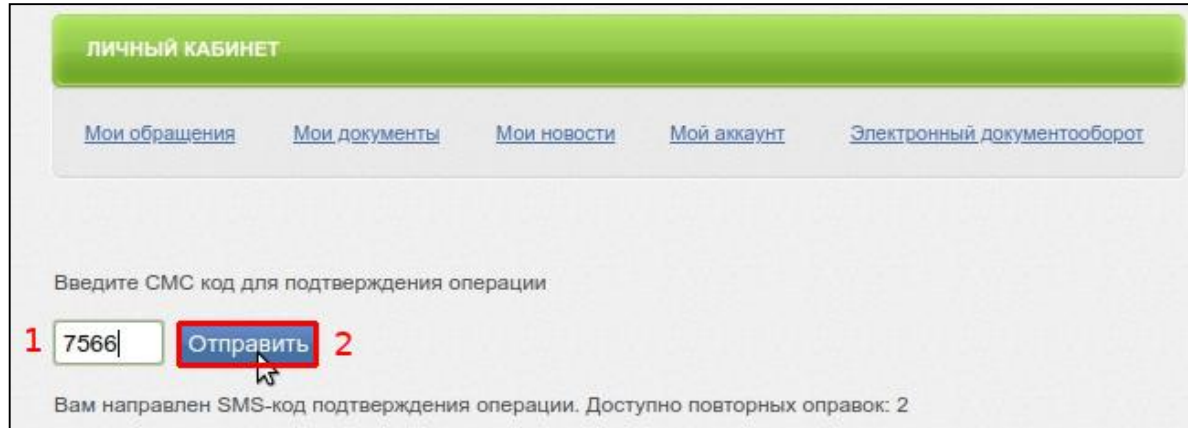 ЛИЧНЫЙ КАБИНЕТ
Мои обращения Мои документы Мои новости Мой аккаунт Электронный документооборот
Введите СМС код для подтверждения операции
1 7566 Отправить 2
Вам направлен SMS-код подтверждения операции. Доступно повторных оправок: 2